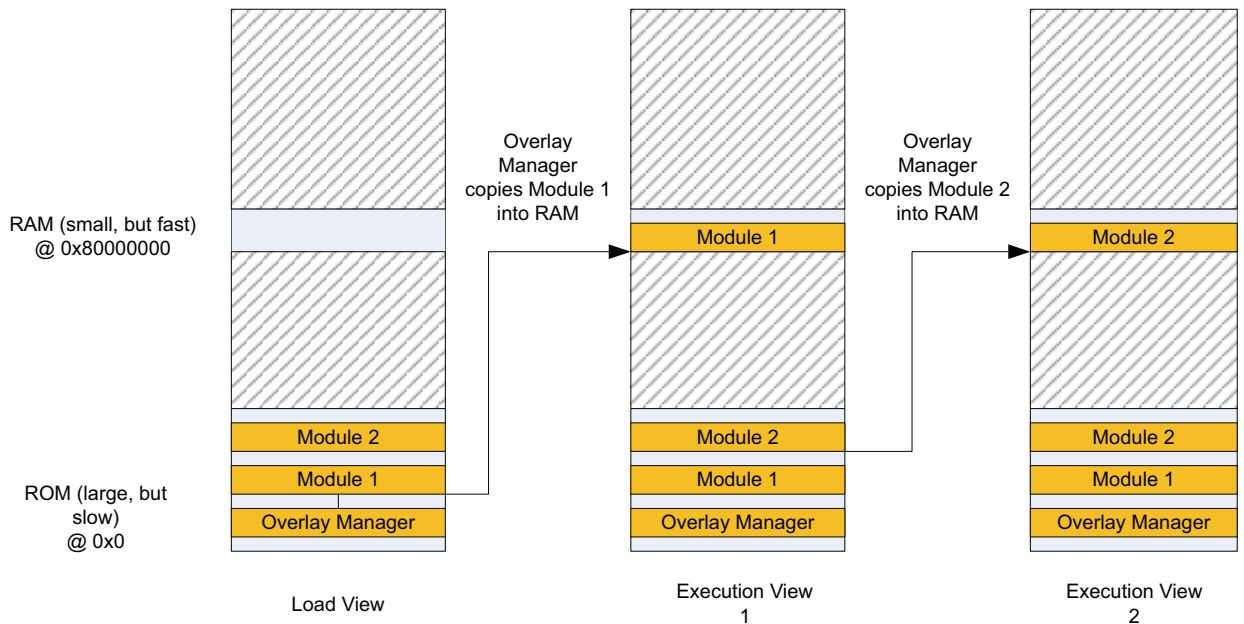 Overlay
Manager
copies Module 1
into RAM
Overlay
Manager
copies Module 2
into RAM
RAM (small, but fast)
@ 0x80000000
Module 1
Module 2
Module 2
Module 2
Module 2
Module 1
Module 1
Module 1
ROM (large, but
slow)
@ 0x0
Overlay Manager
Overlay Manager
Overlay Manager
Load View
Execution View
1
Execution View
2